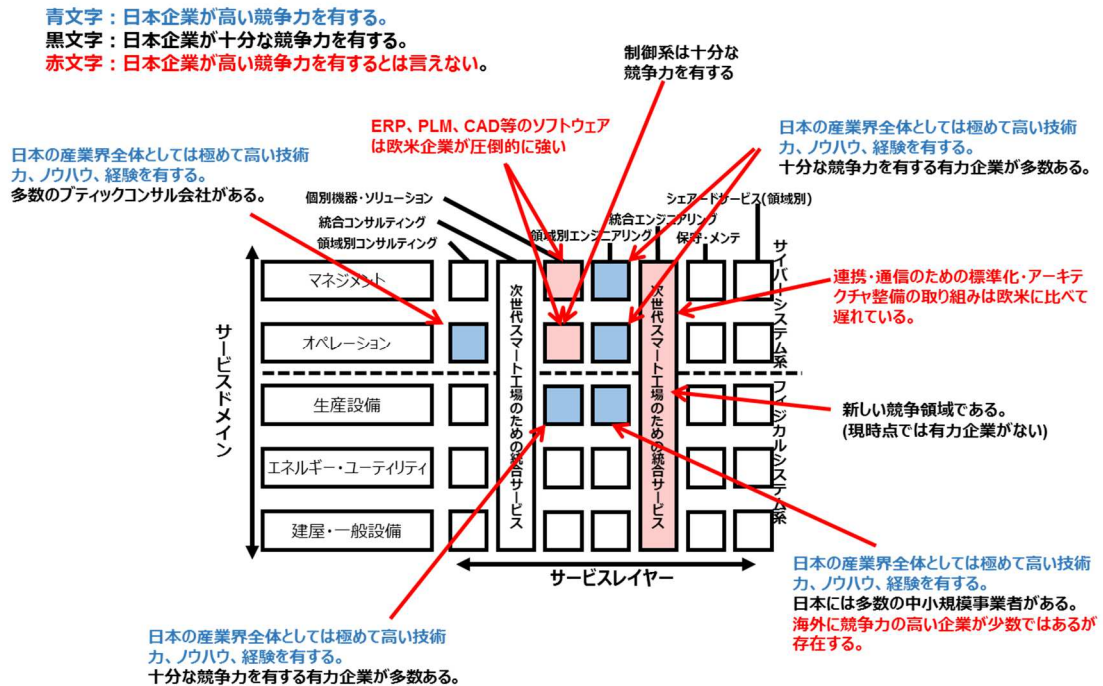 青文字：日本企業が高い競争力を有する。
黒文字：日本企業が十分な競争力を有する。
赤文字：日本企業が高い競争力を有するとは言えない。
制御系は十分な
競争力を有する
ERP、PLM、CAD等のソフトウェア
は欧米企業が圧倒的に強い
日本の産業界全体としては極めて高い技術
力、ノウハウ、経験を有する。
十分な競争力を有する有力企業が多数ある。
日本の産業界全体としては極めて高い技術
力、ノウハウ、経験を有する。
多数のブティックコンサル会社がある。
個別機器・ソリューション
統合コンサルティング
領域別コンサルティング
シェアードサービス(領域別)
統合エンジニアリング
領域別エンジニアリング
保守・メンテ
サービスドメイン
マネジメント
オペレーション
生産設備
エネルギー・ユーティリティ
建屋・一般設備
次世代スマート工場のための統合サービス
次世代スマート工場のための統合サービス
サイバーシステム系
フィジカルシステム系
連携・通信のための標準化・アーキテ
クチャ整備の取り組みは欧米に比べて
遅れている。
新しい競争領域である。
(現時点では有力企業がない)
サービスレイヤー
日本の産業界全体としては極めて高い技術
力、ノウハウ、経験を有する。
日本には多数の中小規模事業者がある。
海外に競争力の高い企業が少数ではあるが
存在する。
日本の産業界全体としては極めて高い技術
力、ノウハウ、経験を有する。
十分な競争力を有する有力企業が多数ある。